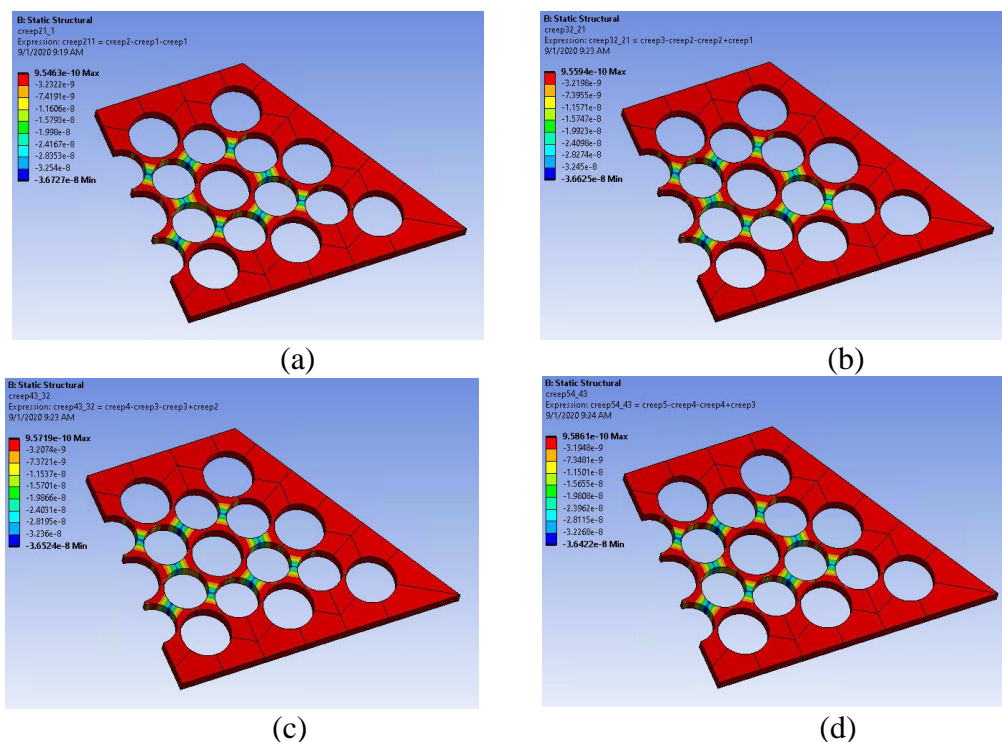 B: Static Structural
creep21_1
Expression: creep211 = creep2-creep1-creep1
9/1/2020 9:19 AM
9.5463e-10 Max
-3.2322e-9
-7.4191e-9
-1.1606e-8
-1.5793e-8
-1.998e-8
-2.4167e-8
-2.8353e-8
-3.254e-8
-3.6727e-8 Min
(a)
B: Static Structural
creep32_21
Expression: creep32_21 = creep3-creep2-creep2+creep1
9/1/2020 9:23 AM
9.5594e-10 Max
-3.2198e-9
-7.3955e-9
-1.1571e-8
-1.5747e-8
-1.9923e-8
-2.4098e-8
-2.8274e-8
-3.245e-8
-3.6625e-8 Min
(b)
B: Static Structural
creep43_32
Expression: creep43_32 = creep4-creep3-creep3+creep2
9/1/2020 9:23 AM
9.5719e-10 Max
-3.2074e-9
-7.3721e-9
-1.1537e-8
-1.5701e-8
-1.9866e-8
-2.4031e-8
-2.8195e-8
-3.236e-8
-3.6524e-8 Min
(c)
B: Static Structural
creep54_43
Expression: creep54_43 = creep5-creep4-creep4+creep3
9/1/2020 9:24 AM
9.5861e-10 Max
-3.1948e-9
-7.3481e-9
-1.1501e-8
-1.5655e-8
-1.9808e-8
-2.3962e-8
-2.8115e-8
-3.2268e-8
-3.6422e-8 Min
(d)